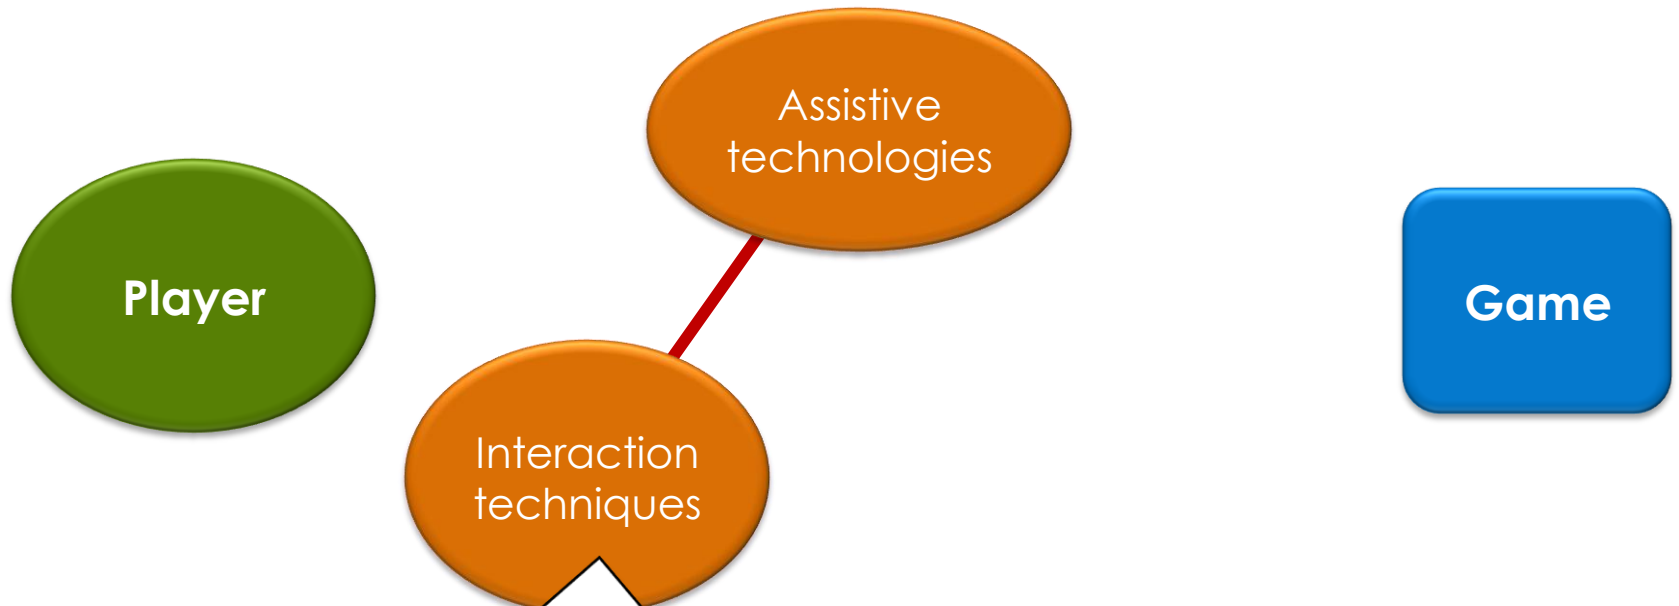 Assistive
technologies
Player
Game
Interaction
techniques